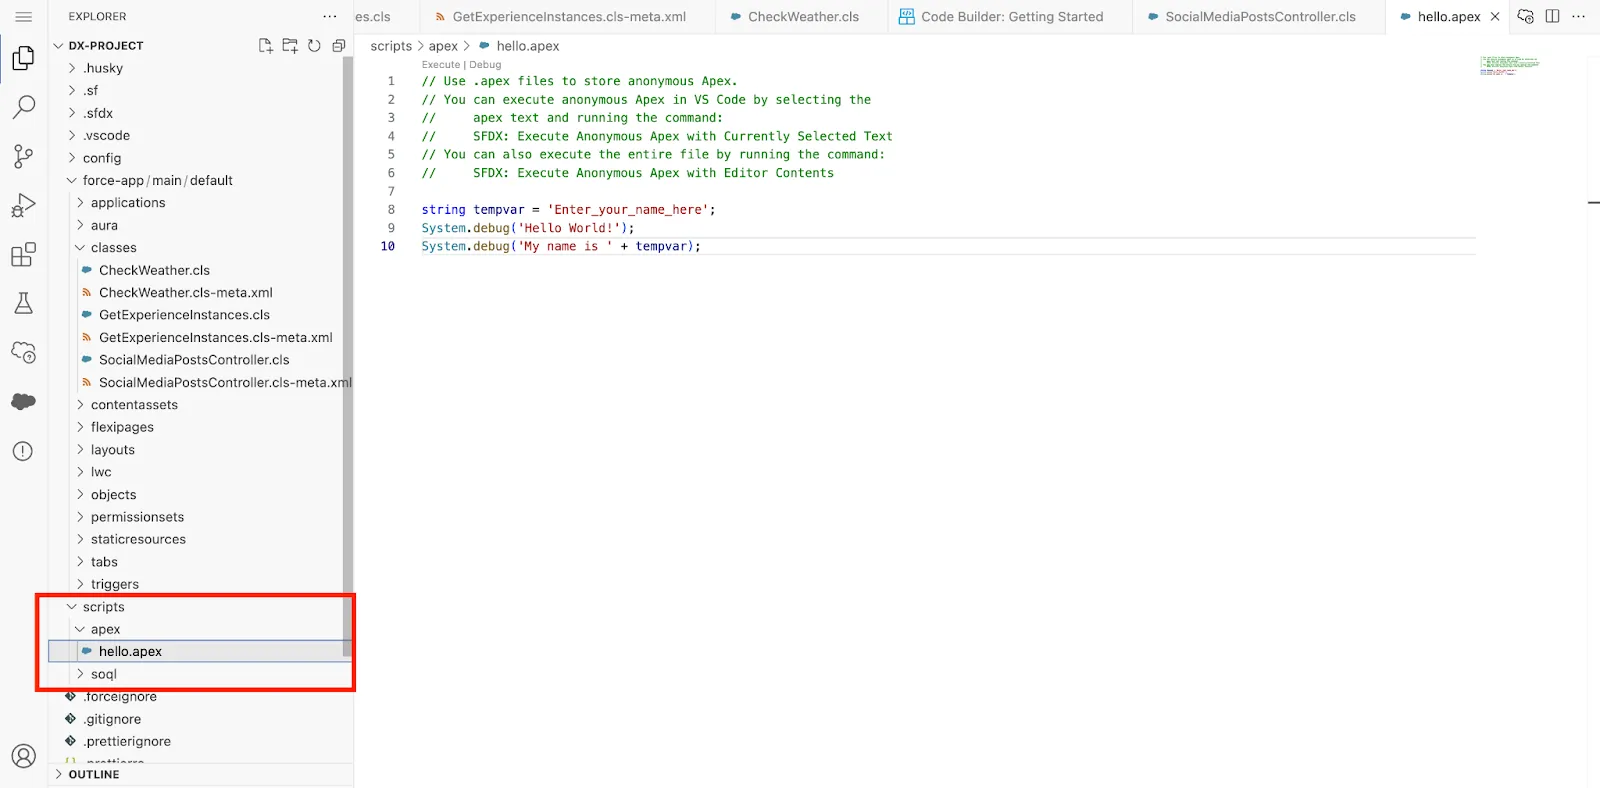 EXPLORER
DX-PROJECT
.husky
.sf
.sfdx
.vscode
config
force-app/main/default
applications
aura
classes
CheckWeather.cls
CheckWeather.cls-meta.xml
GetExperienceInstances.cls
GetExperienceInstances.cls-meta.xml
SocialMediaPostsController.cls
SocialMediaPostsController.cls-meta.xml
contentassets
flexipages
layouts
lwc
objects
permissionsets
staticresources
tabs
triggers
scripts
apex
hello.apex
soql
.forceignore
.gitignore
.prettierignore
OUTLINE
es.cls
GetExperienceInstances.cls-meta.xml
CheckWeather.cls
Code Builder: Getting Started
SocialMediaPostsController.cls
hello.apex
scripts > apex > hello.apex
Execute | Debug
1 // Use .apex files to store anonymous Apex.
2 // You can execute anonymous Apex in VS Code by selecting the
3 //     apex text and running the command:
4 //     SFDX: Execute Anonymous Apex with Currently Selected Text
5 // You can also execute the entire file by running the command:
6 //     SFDX: Execute Anonymous Apex with Editor Contents
7
8 string tempvar = 'Enter_your_name_here';
9 System.debug('Hello World!');
10 System.debug('My name is ' + tempvar);